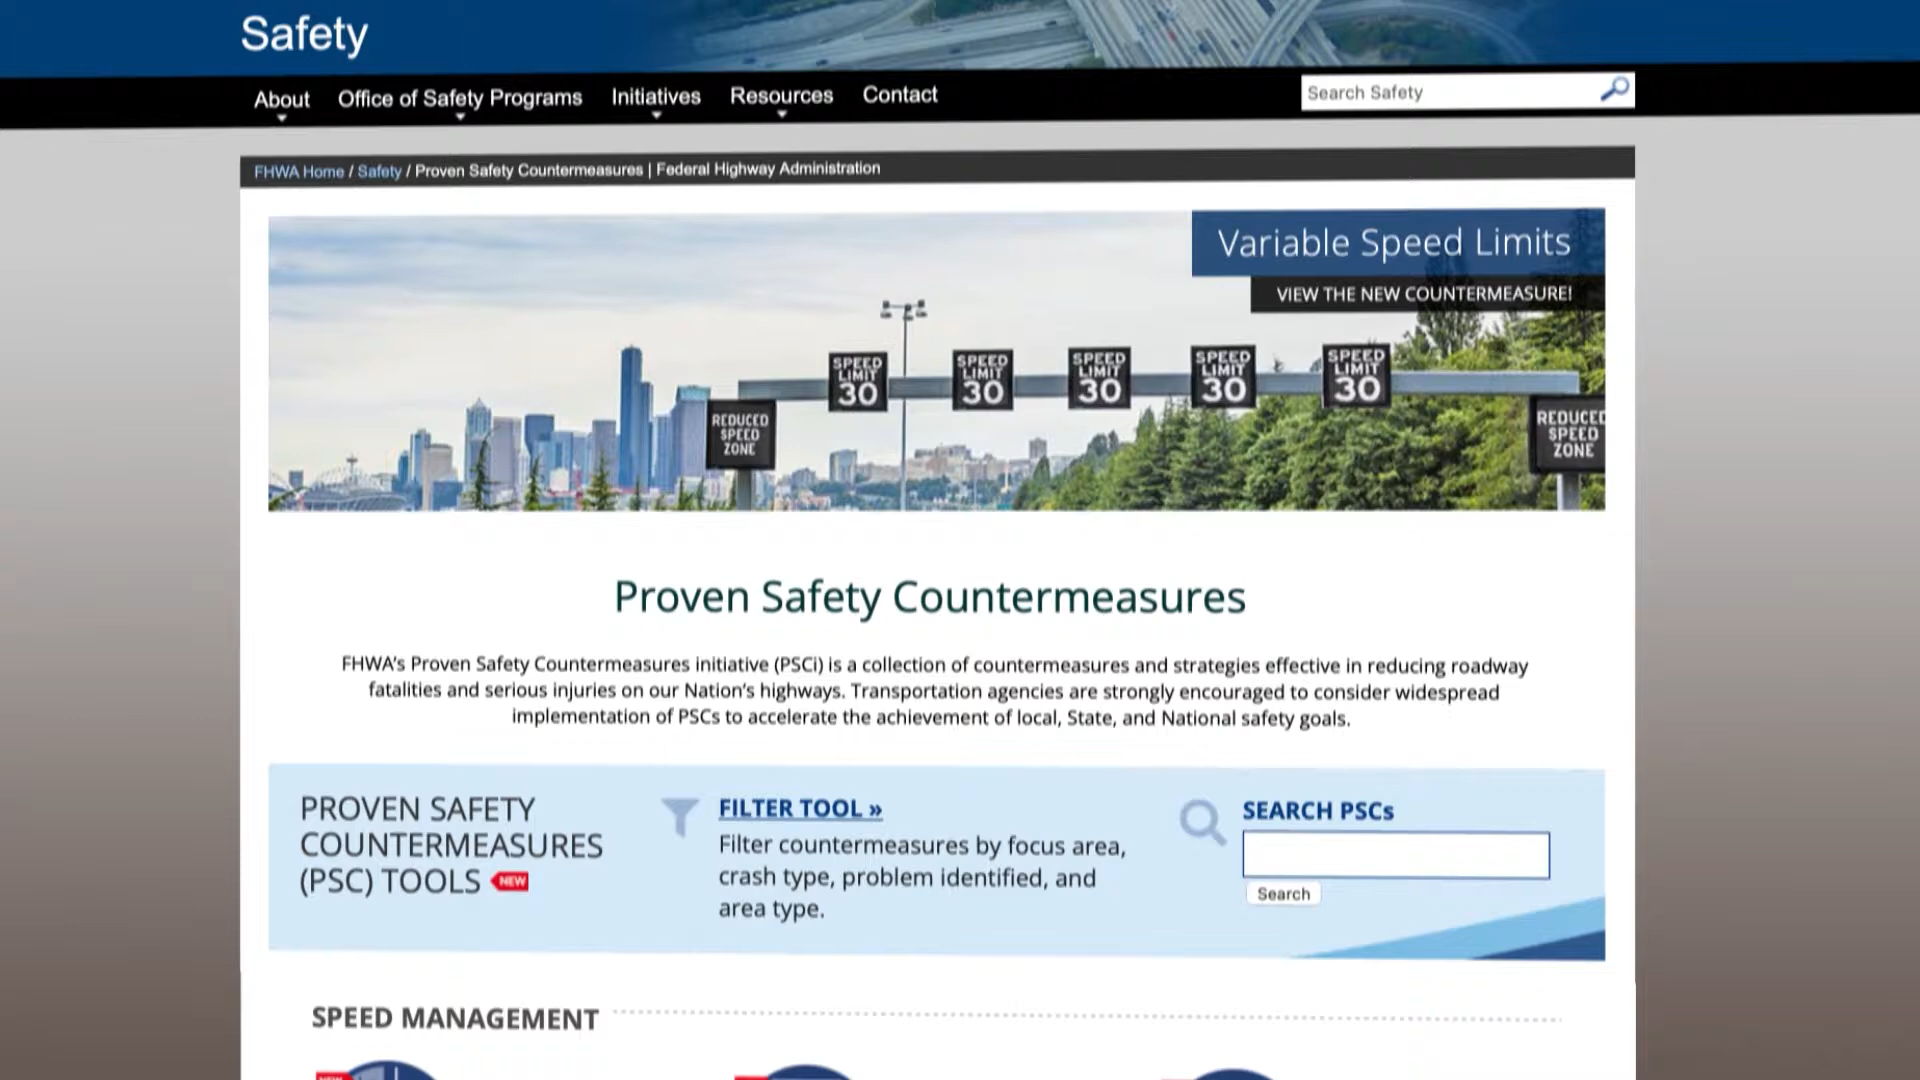 Safety
About Office of Safety Programs Initiatives Resources Contact
Search Safety
FHWA Home / Safety / Proven Safety Countermeasures | Federal Highway Administration
Variable Speed Limits
VIEW THE NEW COUNTERMEASURE!
SPEED
LIMIT
30
SPEED
LIMIT
30
SPEED
LIMIT
30
SPEED
LIMIT
30
SPEED
LIMIT
30
REDUCED
SPEED
ZONE
REDUCED
SPEED
ZONE
Proven Safety Countermeasures
FHWA's Proven Safety Countermeasures initiative (PSCi) is a collection of countermeasures and strategies effective in reducing roadway
fatalities and serious injuries on our Nation's highways. Transportation agencies are strongly encouraged to consider widespread
implementation of PSCs to accelerate the achievement of local, State, and National safety goals.
PROVEN SAFETY
COUNTERMEASURES
(PSC) TOOLS NEW
FILTER TOOL »
Filter countermeasures by focus area,
crash type, problem identified, and
area type.
SEARCH PSCs
Search
SPEED MANAGEMENT